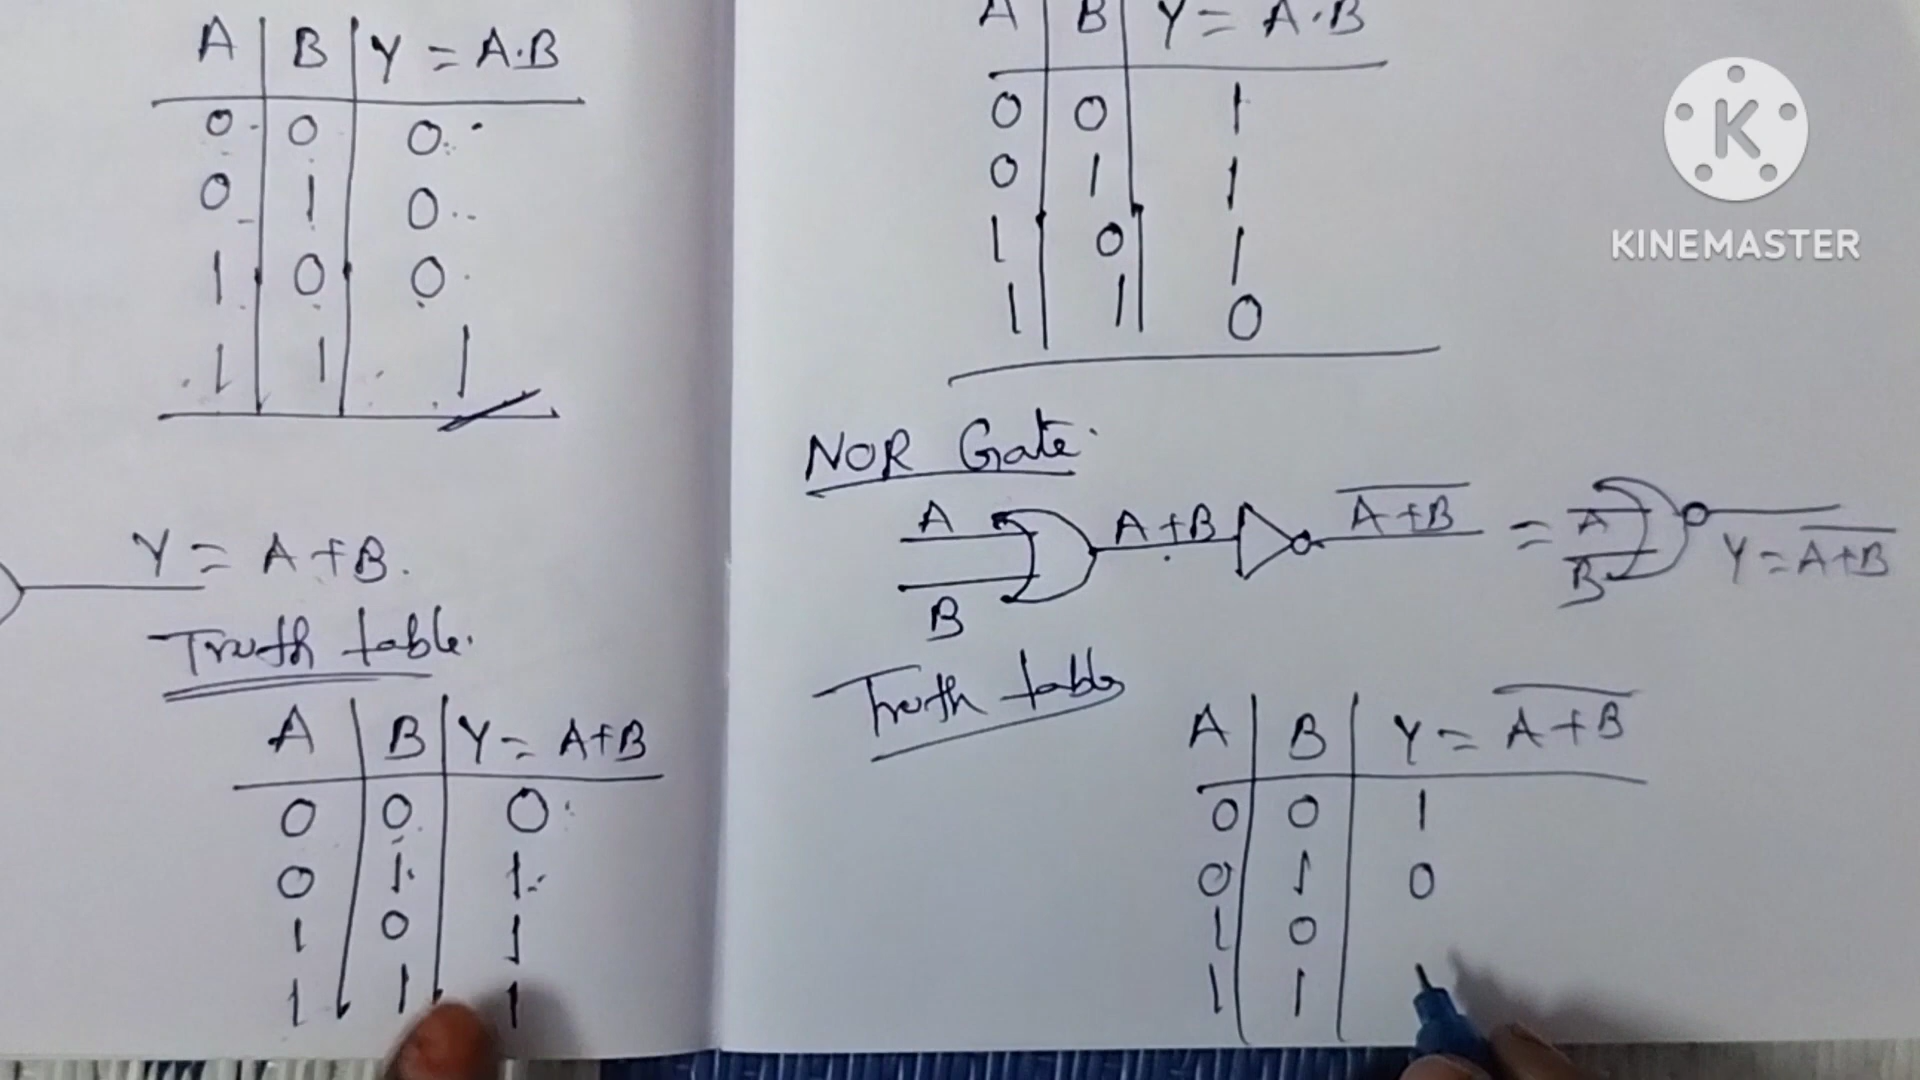 A B Y = A.B
0 0 0
0 1 0
1 0 0
1 1 1
Y = A+B.
Truth table.
A B Y = A+B
0 0 0
0 1 1
1 0 1
1 1 1
A B Y = A.B
0 0 1
0 1 1
1 0 1
1 1 0
NOR Gate
A B A+B A̅+̅B̅ = A B Y = A̅+̅B̅
Truth table
A B Y = A̅+̅B̅
0 0 1
0 1 0
1 0
1 1
K
KINEMASTER